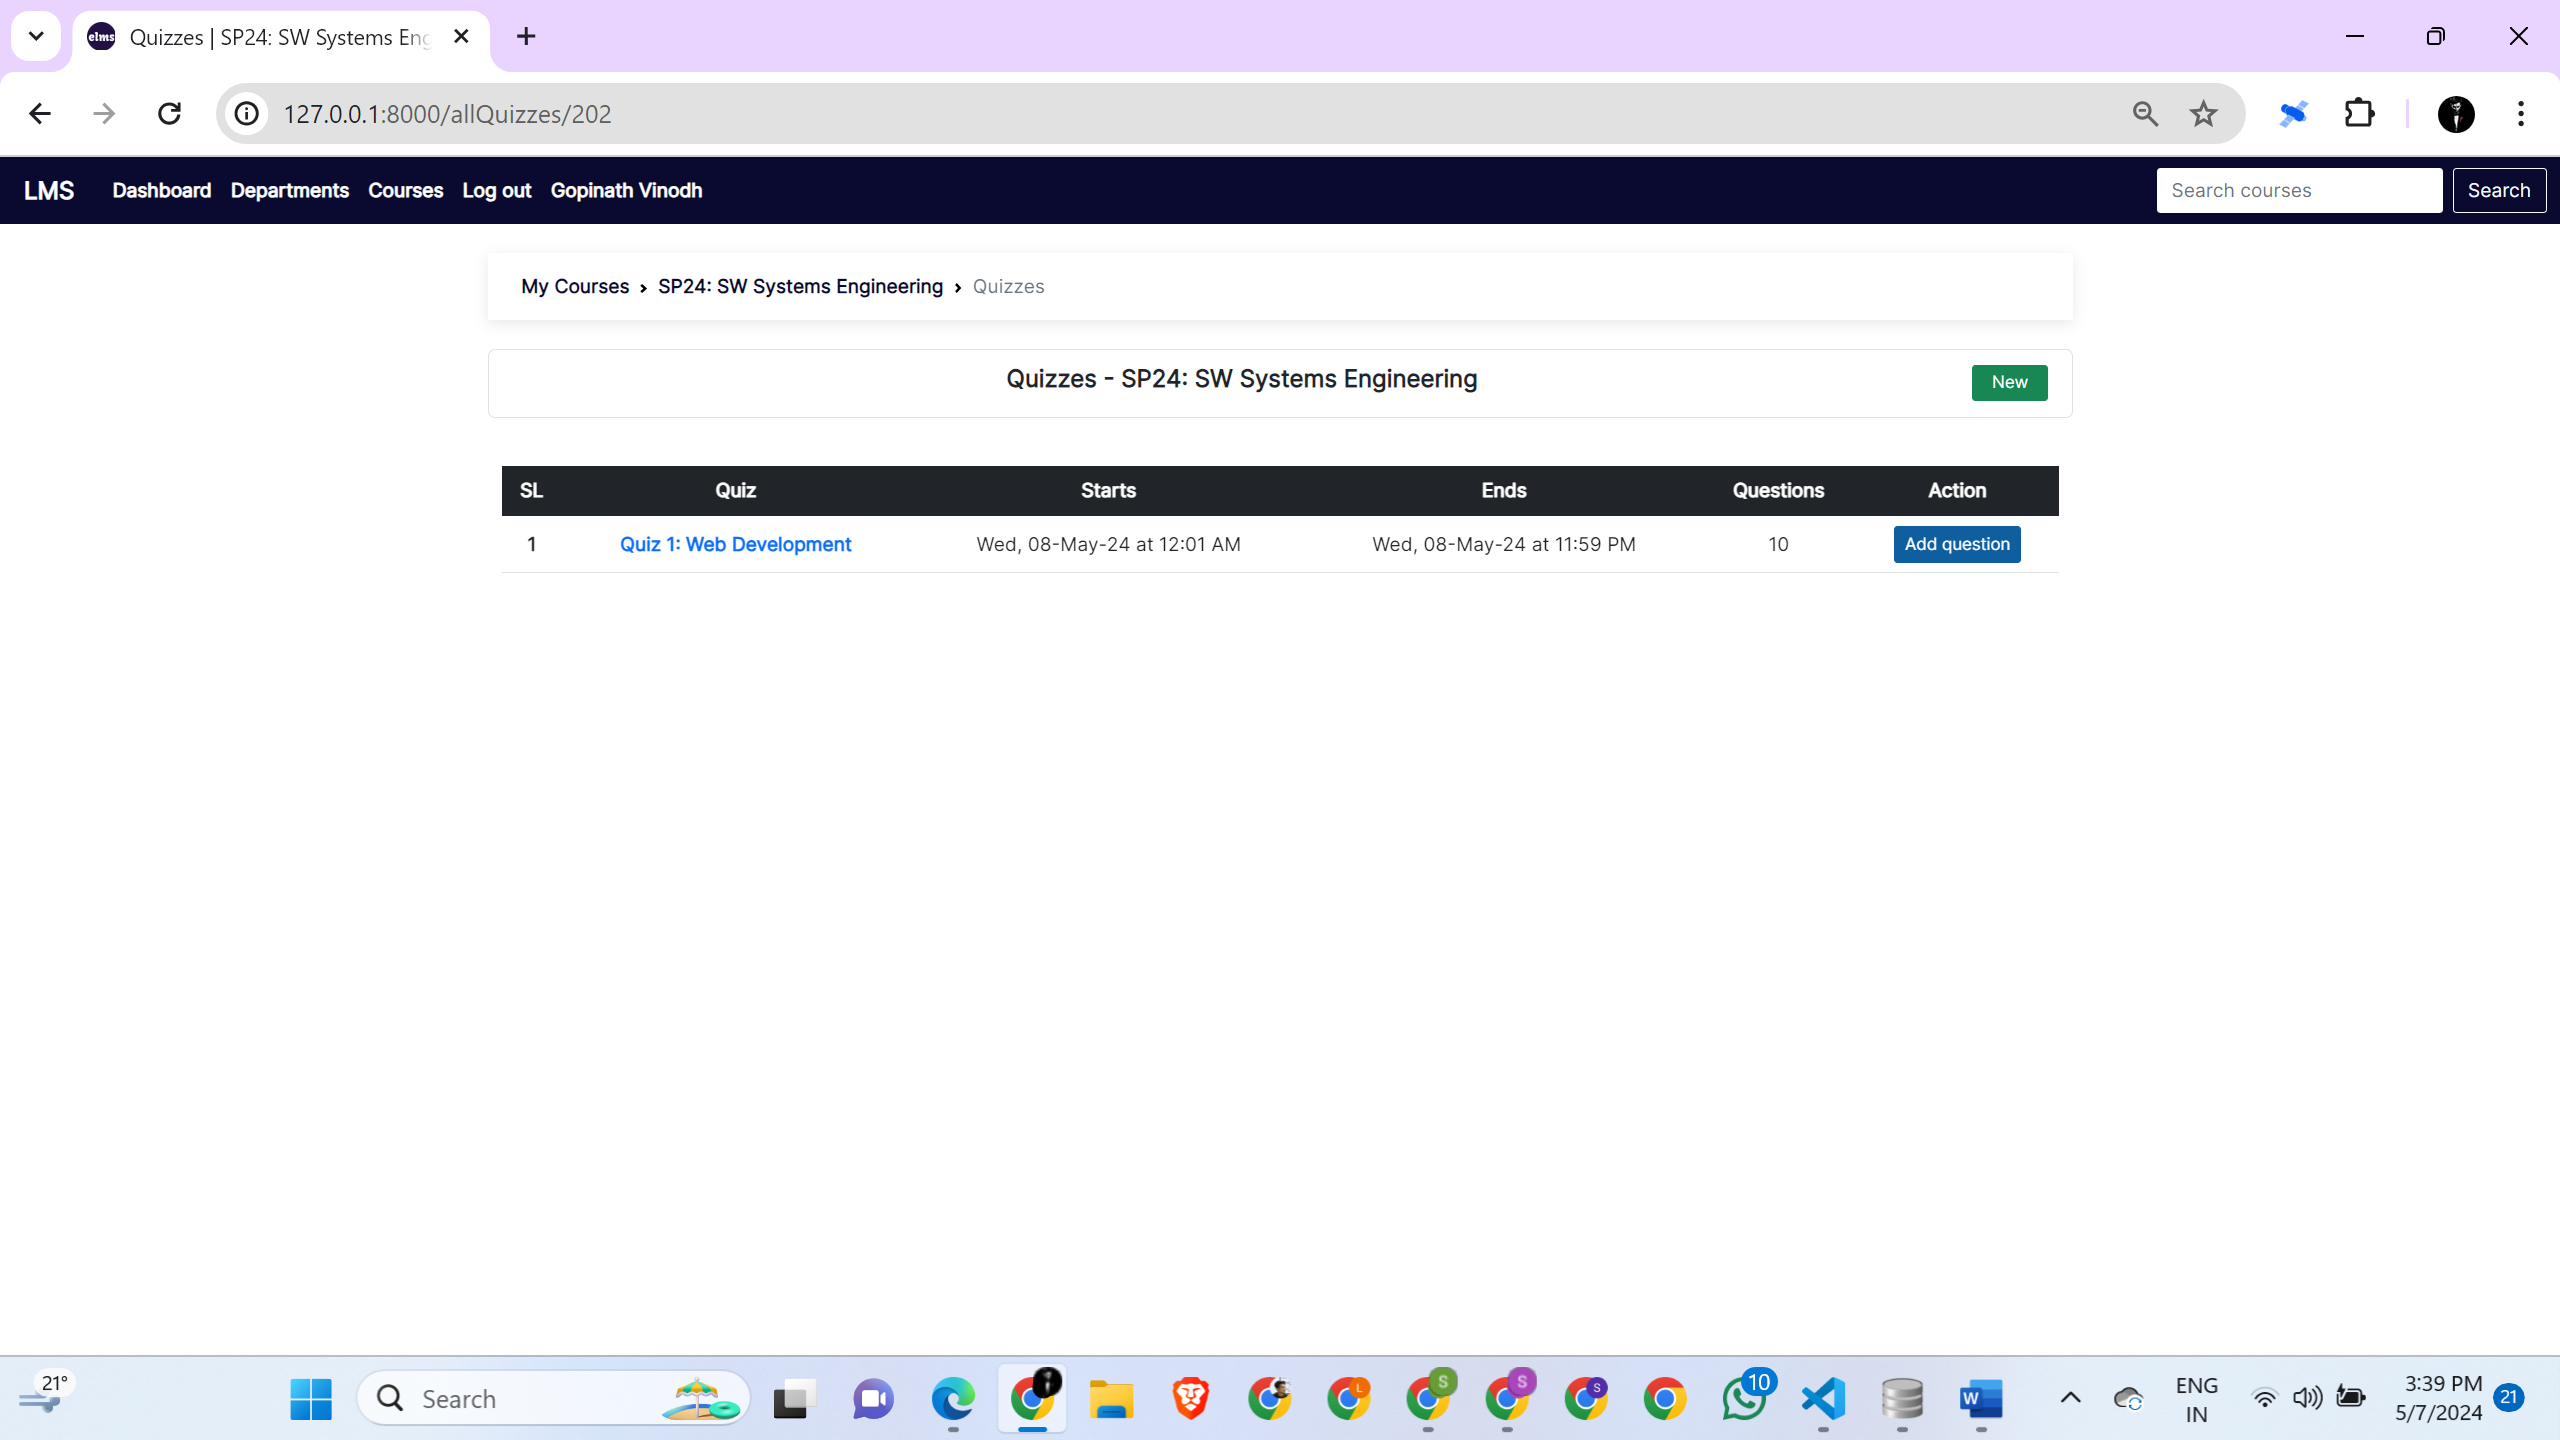 elms Quizzes | SP24: SW Systems Eng
127.0.0.1:8000/allQuizzes/202
LMS Dashboard Departments Courses Log out Gopinath Vinodh Search courses Search
My Courses › SP24: SW Systems Engineering › Quizzes
Quizzes - SP24: SW Systems Engineering New
SL Quiz Starts Ends Questions Action
1 Quiz 1: Web Development Wed, 08-May-24 at 12:01 AM Wed, 08-May-24 at 11:59 PM 10 Add question
21° Search L S S S 10 W ENG 3:39 PM 21
IN 5/7/2024